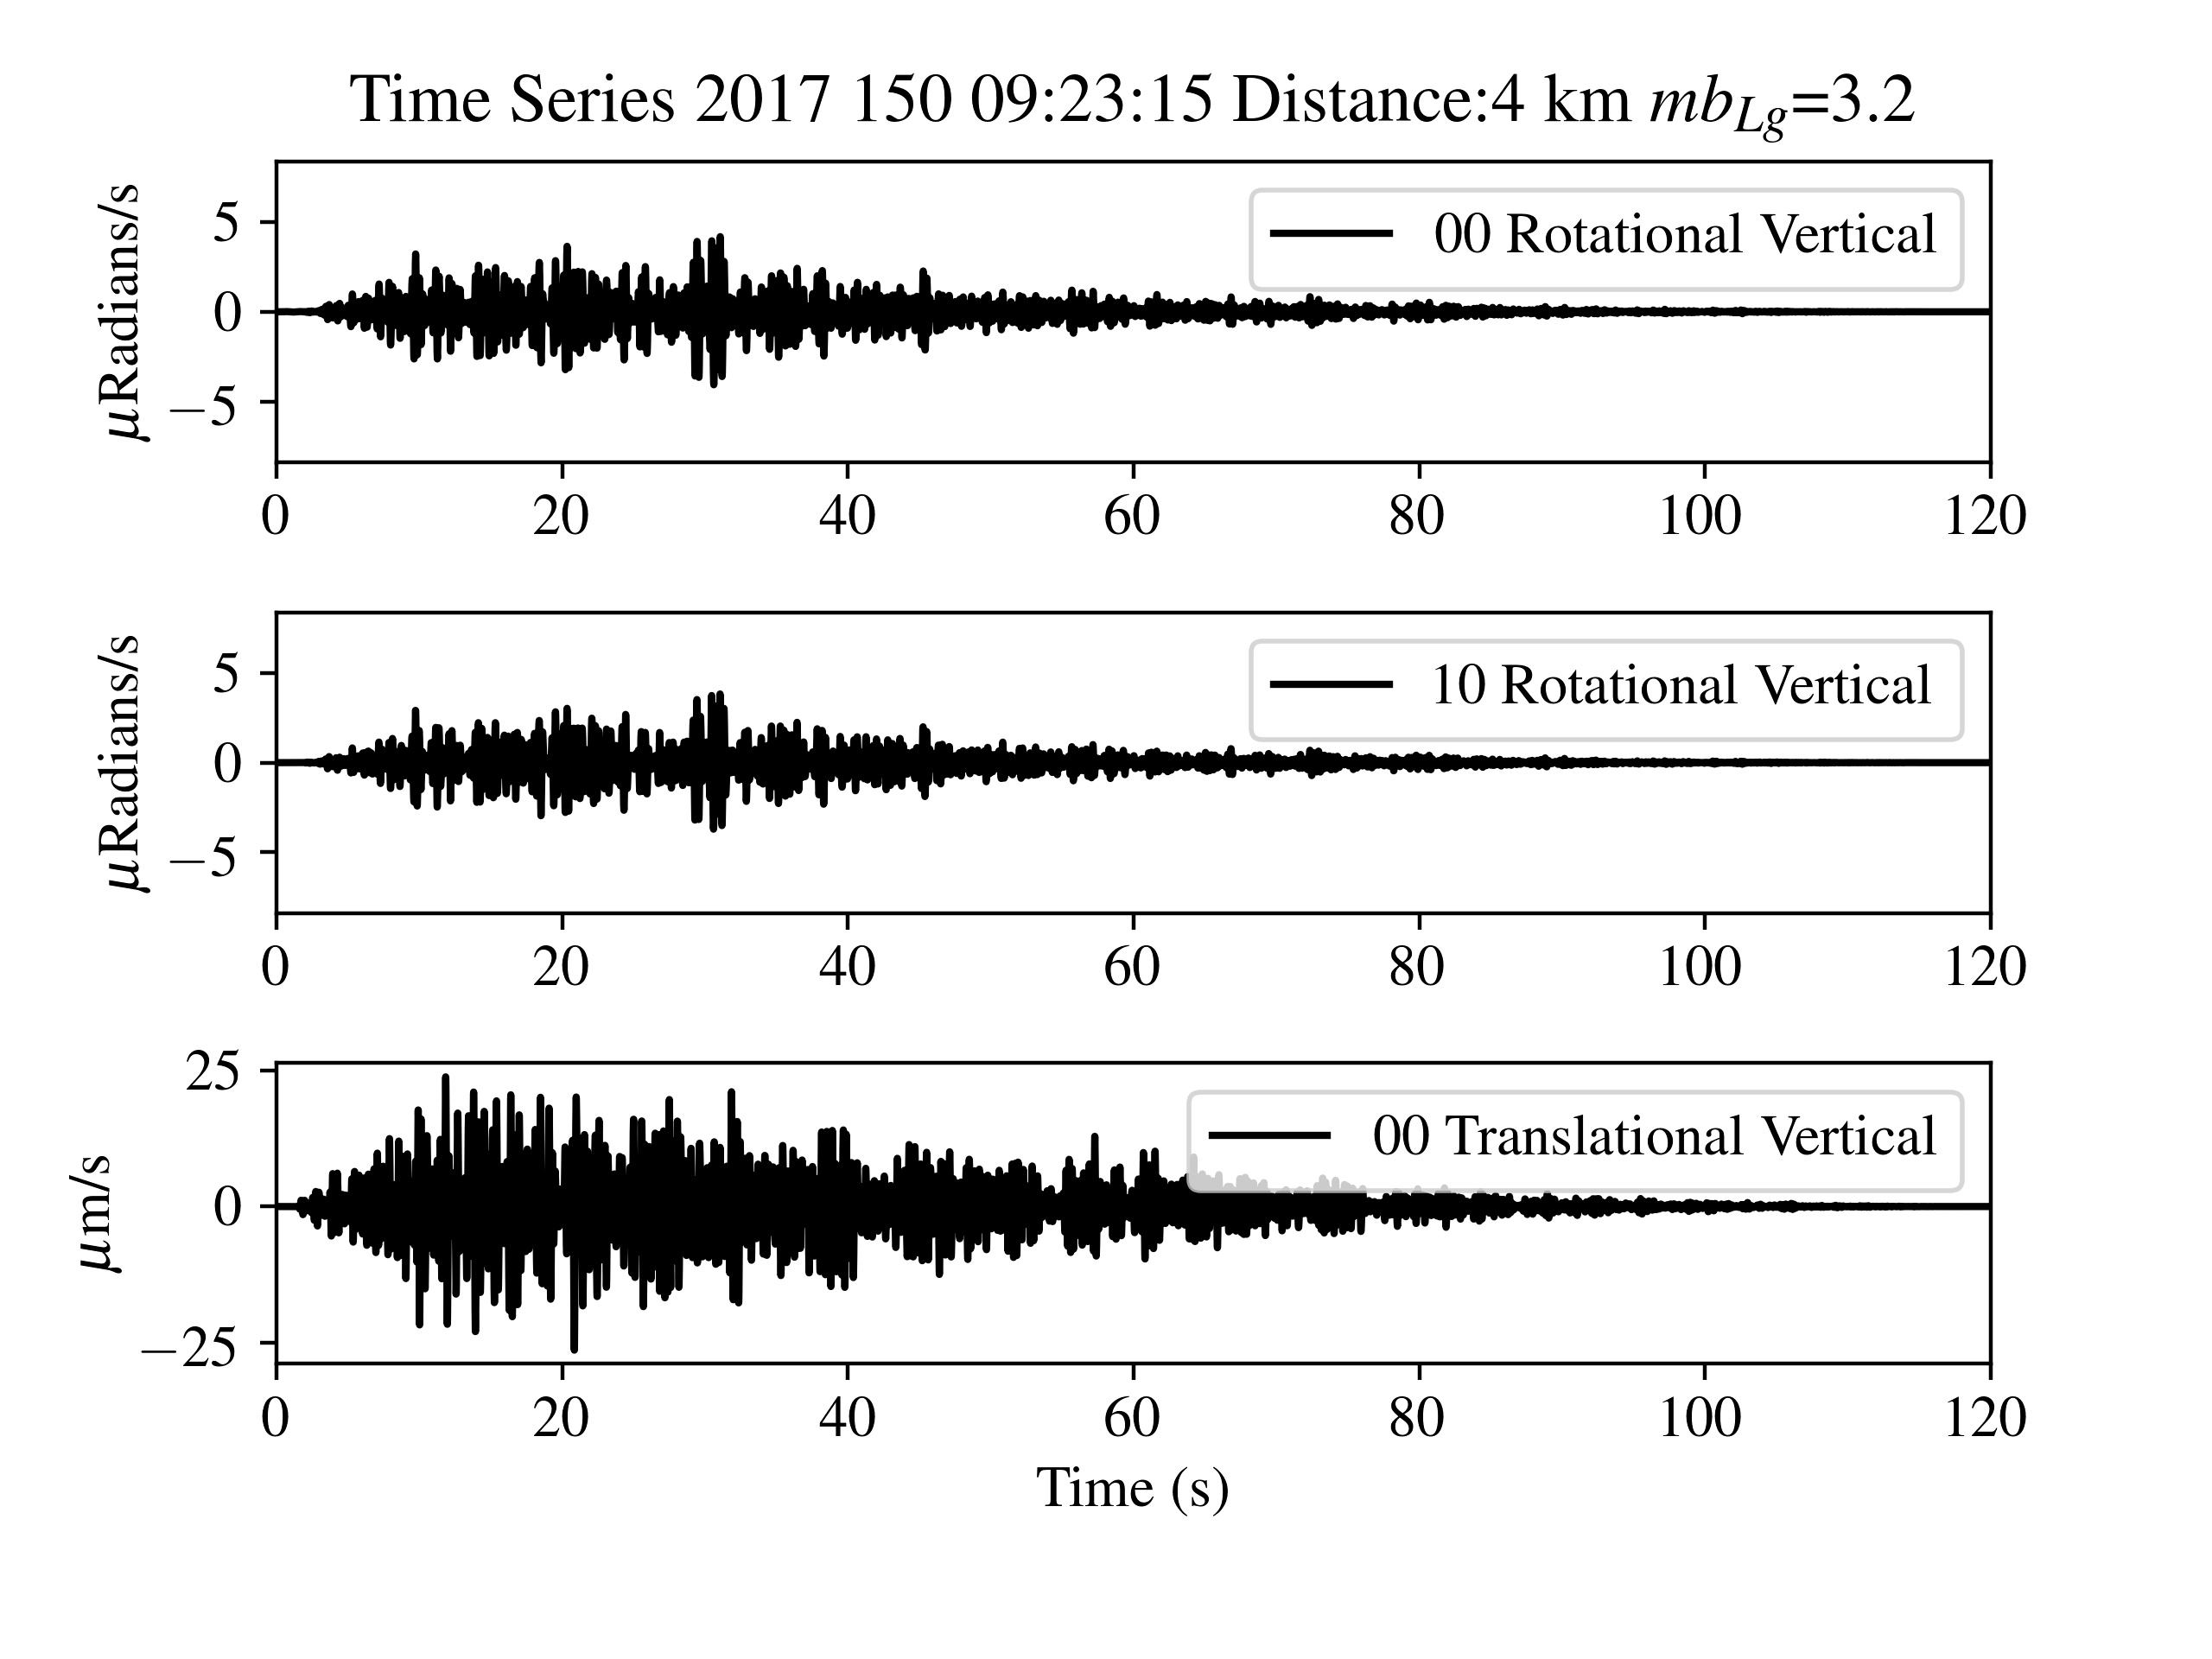 Time Series 2017 150 09:23:15 Distance:4 km mb_Lg=3.2
μRadians/s
5
0
−5
00 Rotational Vertical
0 20 40 60 80 100 120
μRadians/s
5
0
−5
10 Rotational Vertical
0 20 40 60 80 100 120
μm/s
25
0
−25
00 Translational Vertical
0 20 40 60 80 100 120
Time (s)